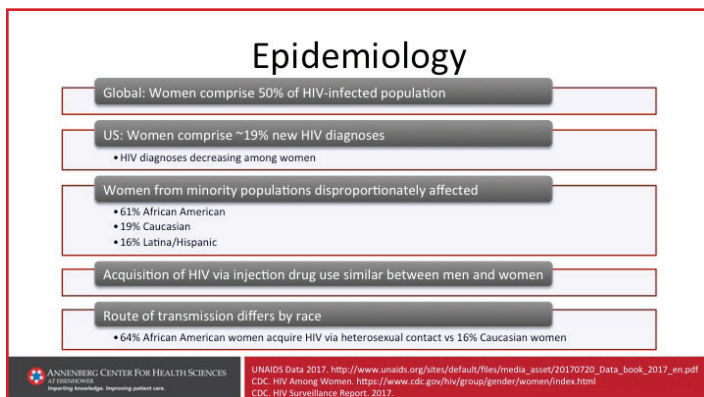 Epidemiology
Global: Women comprise 50% of HIV-infected population
US: Women comprise ~19% new HIV diagnoses
• HIV diagnoses decreasing among women
Women from minority populations disproportionately affected
• 61% African American
• 19% Caucasian
• 16% Latina/Hispanic
Acquisition of HIV via injection drug use similar between men and women
Route of transmission differs by race
• 64% African American women acquire HIV via heterosexual contact vs 16% Caucasian women
ANNENBERG CENTER FOR HEALTH SCIENCES
AT EISENHOWER
Imparting knowledge. Improving patient care.
UNAIDS Data 2017. http://www.unaids.org/sites/default/files/media_asset/20170720_Data_book_2017_en.pdf
CDC. HIV Among Women. https://www.cdc.gov/hiv/group/gender/women/index.html
CDC. HIV Surveillance Report. 2017.